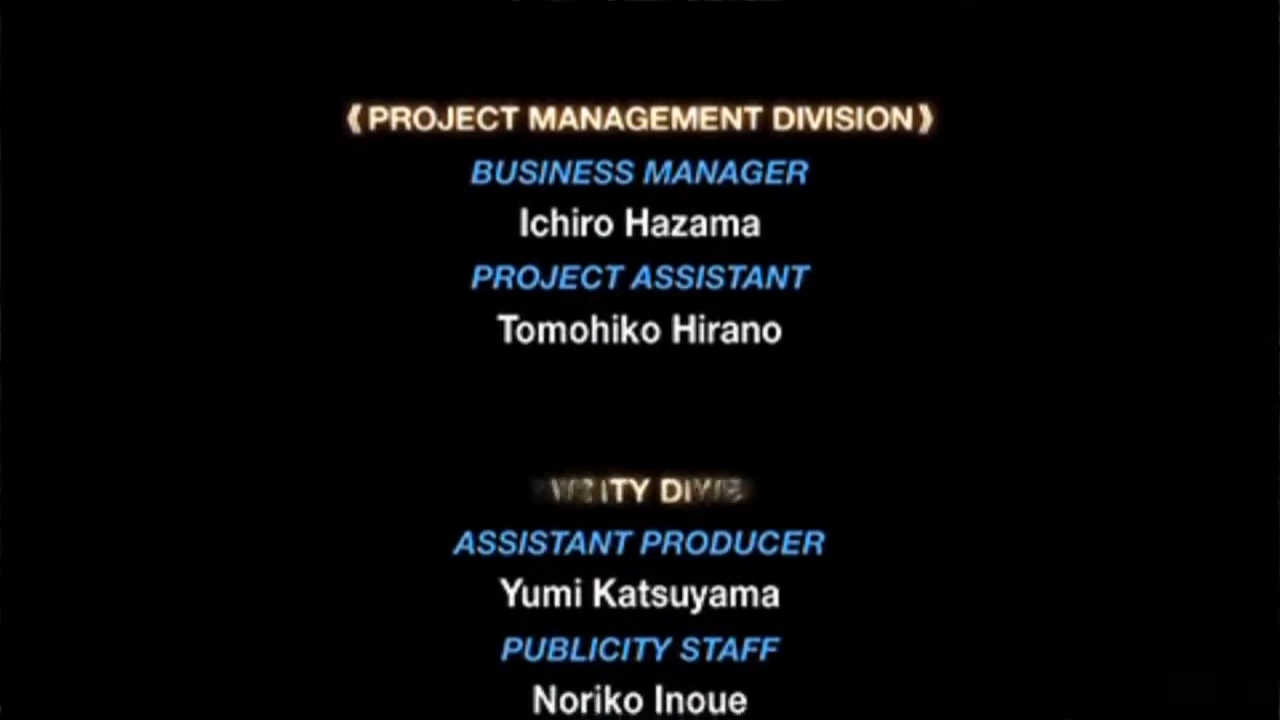 《PROJECT MANAGEMENT DIVISION》
BUSINESS MANAGER
Ichiro Hazama
PROJECT ASSISTANT
Tomohiko Hirano
ASSISTANT PRODUCER
Yumi Katsuyama
PUBLICITY STAFF
Noriko Inoue